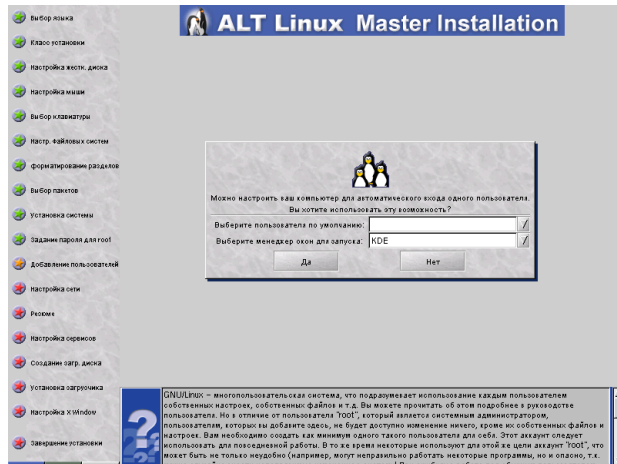 ALT Linux Master Installation
Выбор языка
Класс установки
Настройка жестк. диска
Настройка мыши
Выбор клавиатуры
Настр. файловых систем
форматирование разделов
Выбор пакетов
Установка системы
Задание пароля для root
Добавление пользователей
Настройка сети
Резюме
Настройка сервисов
Создание загр. диска
Установка загрузчика
Настройка X Window
Завершение установки
Можно настроить ваш компьютер для автоматического входа одного пользователя.
Вы хотите использовать эту возможность?
Выберите пользователя по умолчанию:
Выберите менеджер окон для запуска: KDE
Да Нет
GNU/Linux – многопользовательская система, что подразумевает использование каждым пользователем
собственных настроек, собственных файлов и т.д. Вы можете прочитать об этом подробнее в руководстве
пользователя. Но в отличие от пользователя "root", который является системным администратором,
пользователям, которых вы добавите здесь, не будет доступно изменение ничего, кроме их собственных файлов и
настроек. Вам необходимо создать как минимум одного такого пользователя для себя. Этот аккаунт следует
использовать для повседневной работы. В то же время некоторые используют для этой же цели аккаунт "root", что
может быть не только неудобно (например, могут неправильно работать некоторые программы, но и опасно, т.к.